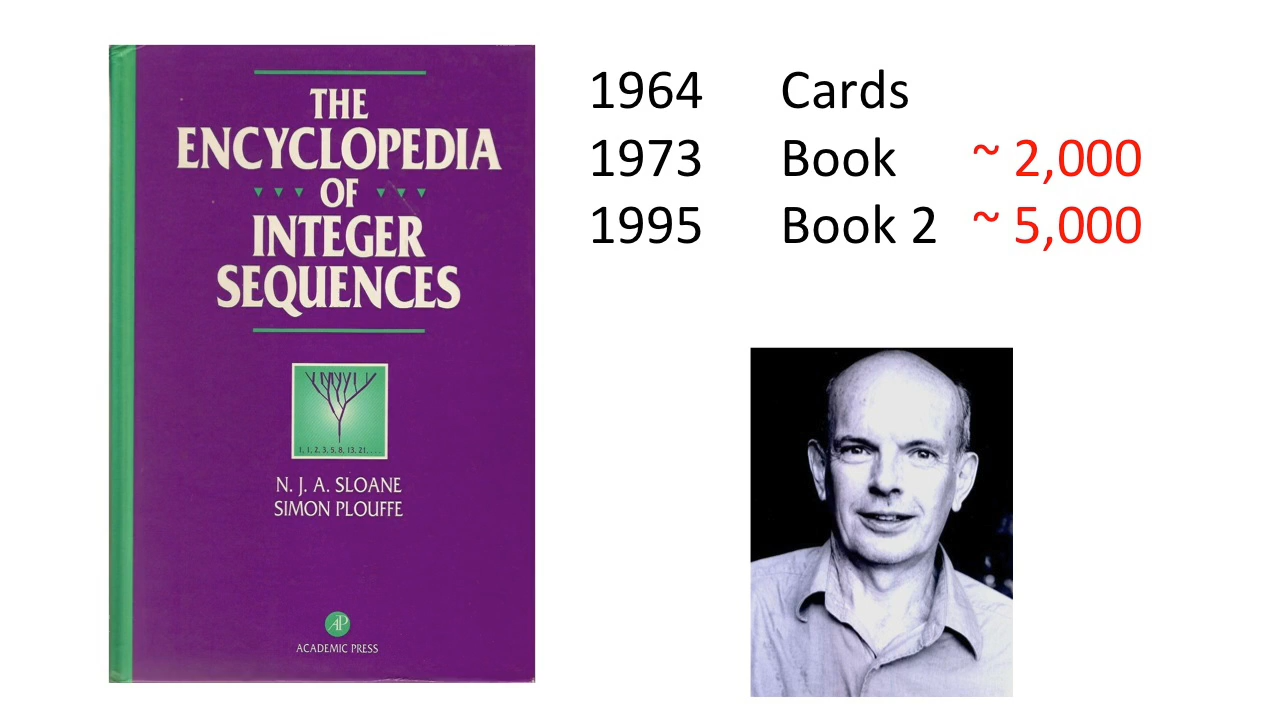 THE
ENCYCLOPEDIA
OF
INTEGER
SEQUENCES
1, 1, 2, 3, 5, 8, 13, 21, . . .
N. J. A. SLOANE
SIMON PLOUFFE
AP
ACADEMIC PRESS
1964 Cards
1973 Book ~ 2,000
1995 Book 2 ~ 5,000